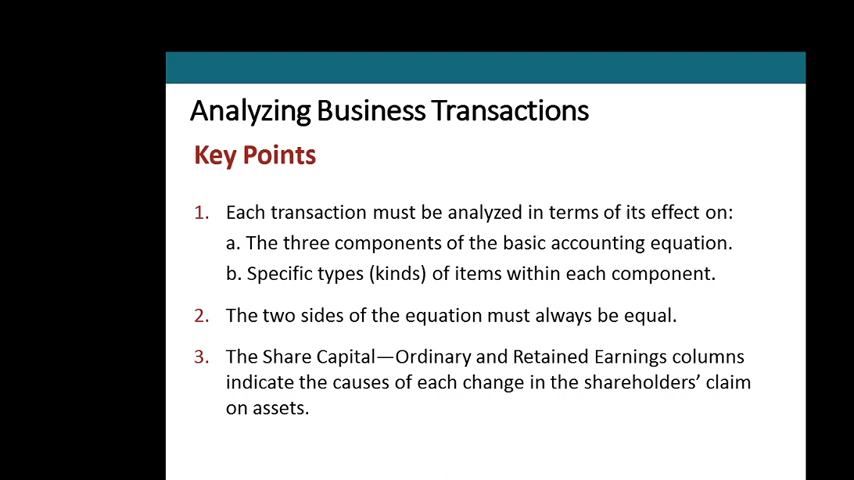 Analyzing Business Transactions
Key Points
1. Each transaction must be analyzed in terms of its effect on:
a. The three components of the basic accounting equation.
b. Specific types (kinds) of items within each component.
2. The two sides of the equation must always be equal.
3. The Share Capital—Ordinary and Retained Earnings columns
indicate the causes of each change in the shareholders’ claim
on assets.